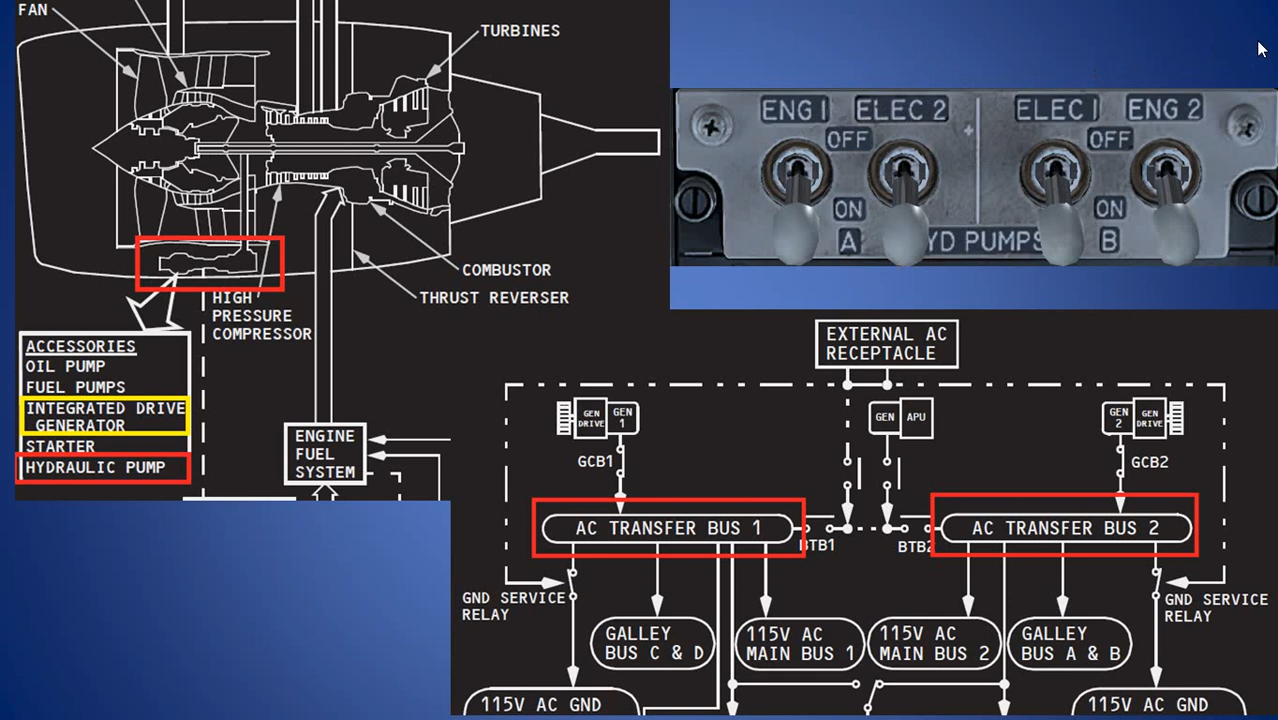 FAN
TURBINES
COMBUSTOR
THRUST REVERSER
HIGH
PRESSURE
COMPRESSOR
ACCESSORIES
OIL PUMP
FUEL PUMPS
INTEGRATED DRIVE
GENERATOR
STARTER
HYDRAULIC PUMP
ENGINE
FUEL
SYSTEM
ENG 1 ELEC 2 ELEC 1 ENG 2
OFF OFF
ON ON
A YD PUMPS B
EXTERNAL AC
RECEPTACLE
GEN
DRIVE
GEN
1
GEN APU
GEN
2
GEN
DRIVE
GCB1
GCB2
AC TRANSFER BUS 1
AC TRANSFER BUS 2
BTB1
BTB2
GND SERVICE
RELAY
GND SERVICE
RELAY
GALLEY
BUS C & D
115V AC
MAIN BUS 1
115V AC
MAIN BUS 2
GALLEY
BUS A & B
115V AC GND
115V AC GND